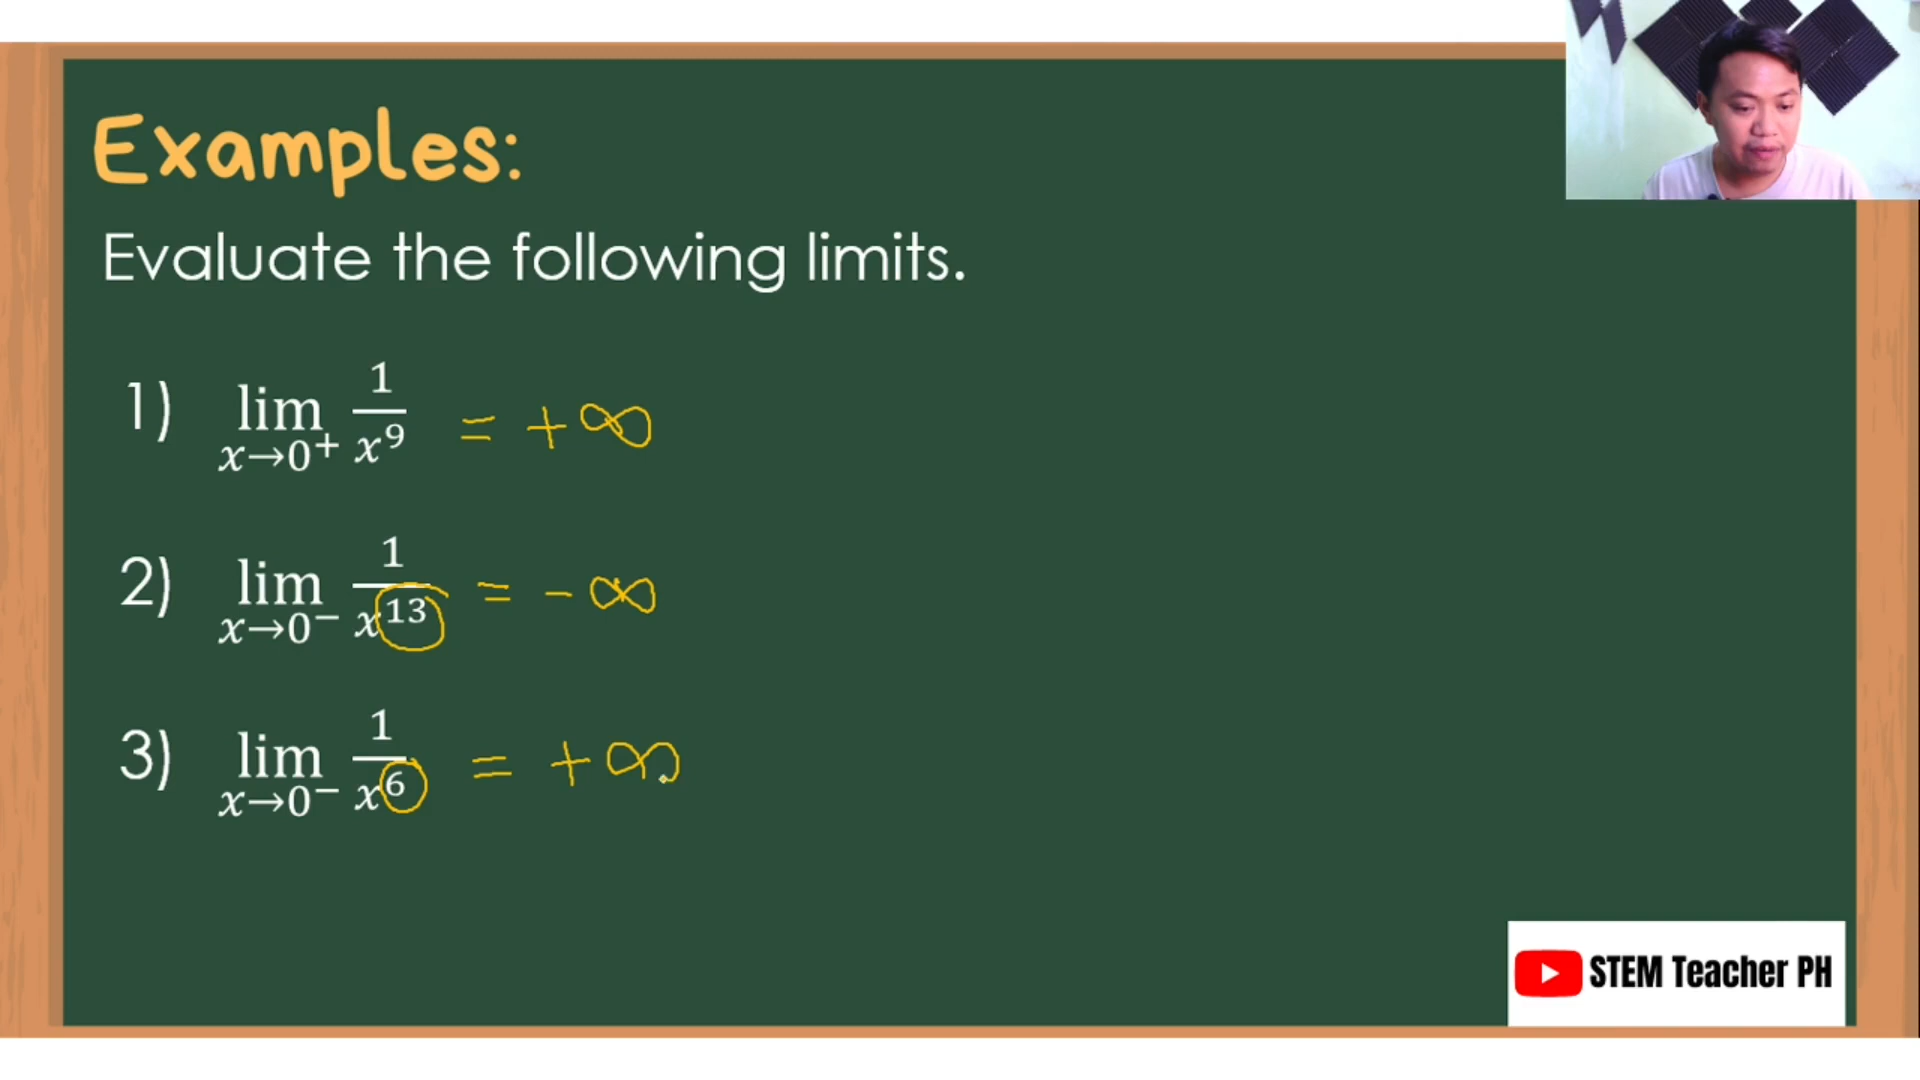 Examples:
Evaluate the following limits.
1) lim x→0⁺ 1/x⁹ = +∞
2) lim x→0⁻ 1/x¹³ = -∞
3) lim x→0⁻ 1/x⁶ = +∞
STEM Teacher PH